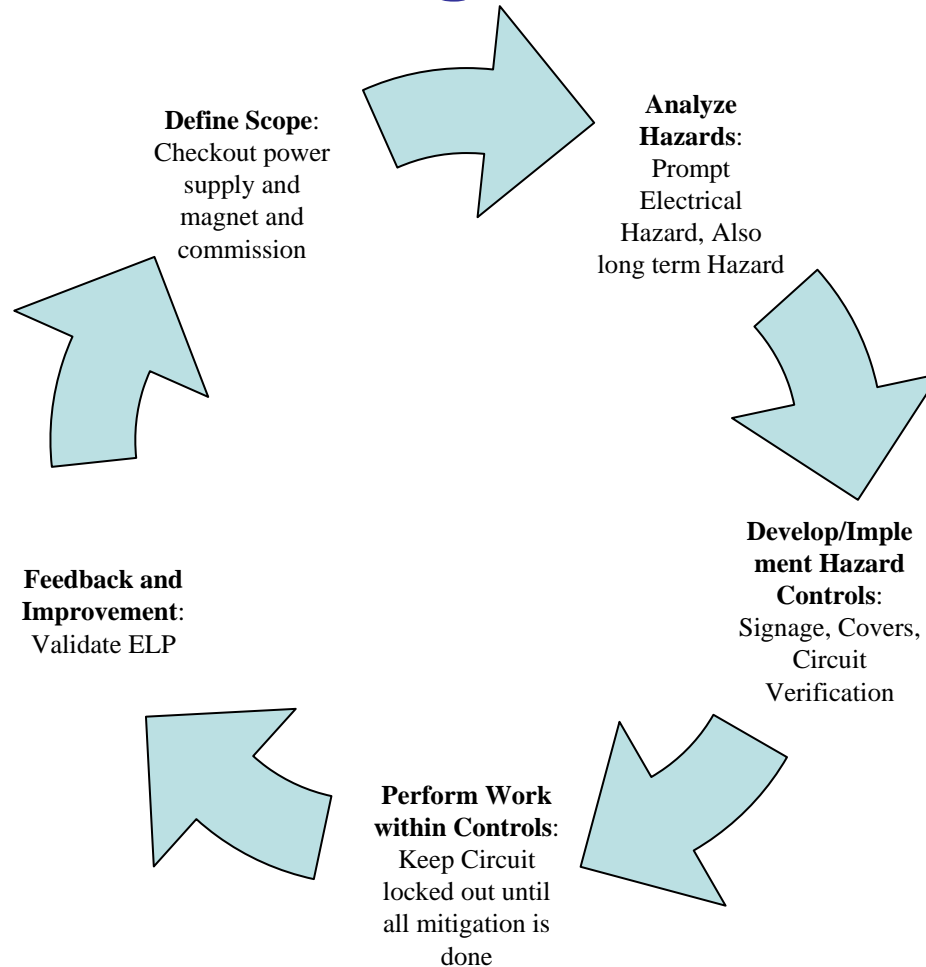 Define Scope:
Checkout power
supply and
magnet and
commission
Analyze
Hazards:
Prompt
Electrical
Hazard, Also
long term Hazard
Develop/Imple
ment Hazard
Controls:
Signage, Covers,
Circuit
Verification
Perform Work
within Controls:
Keep Circuit
locked out until
all mitigation is
done
Feedback and
Improvement:
Validate ELP